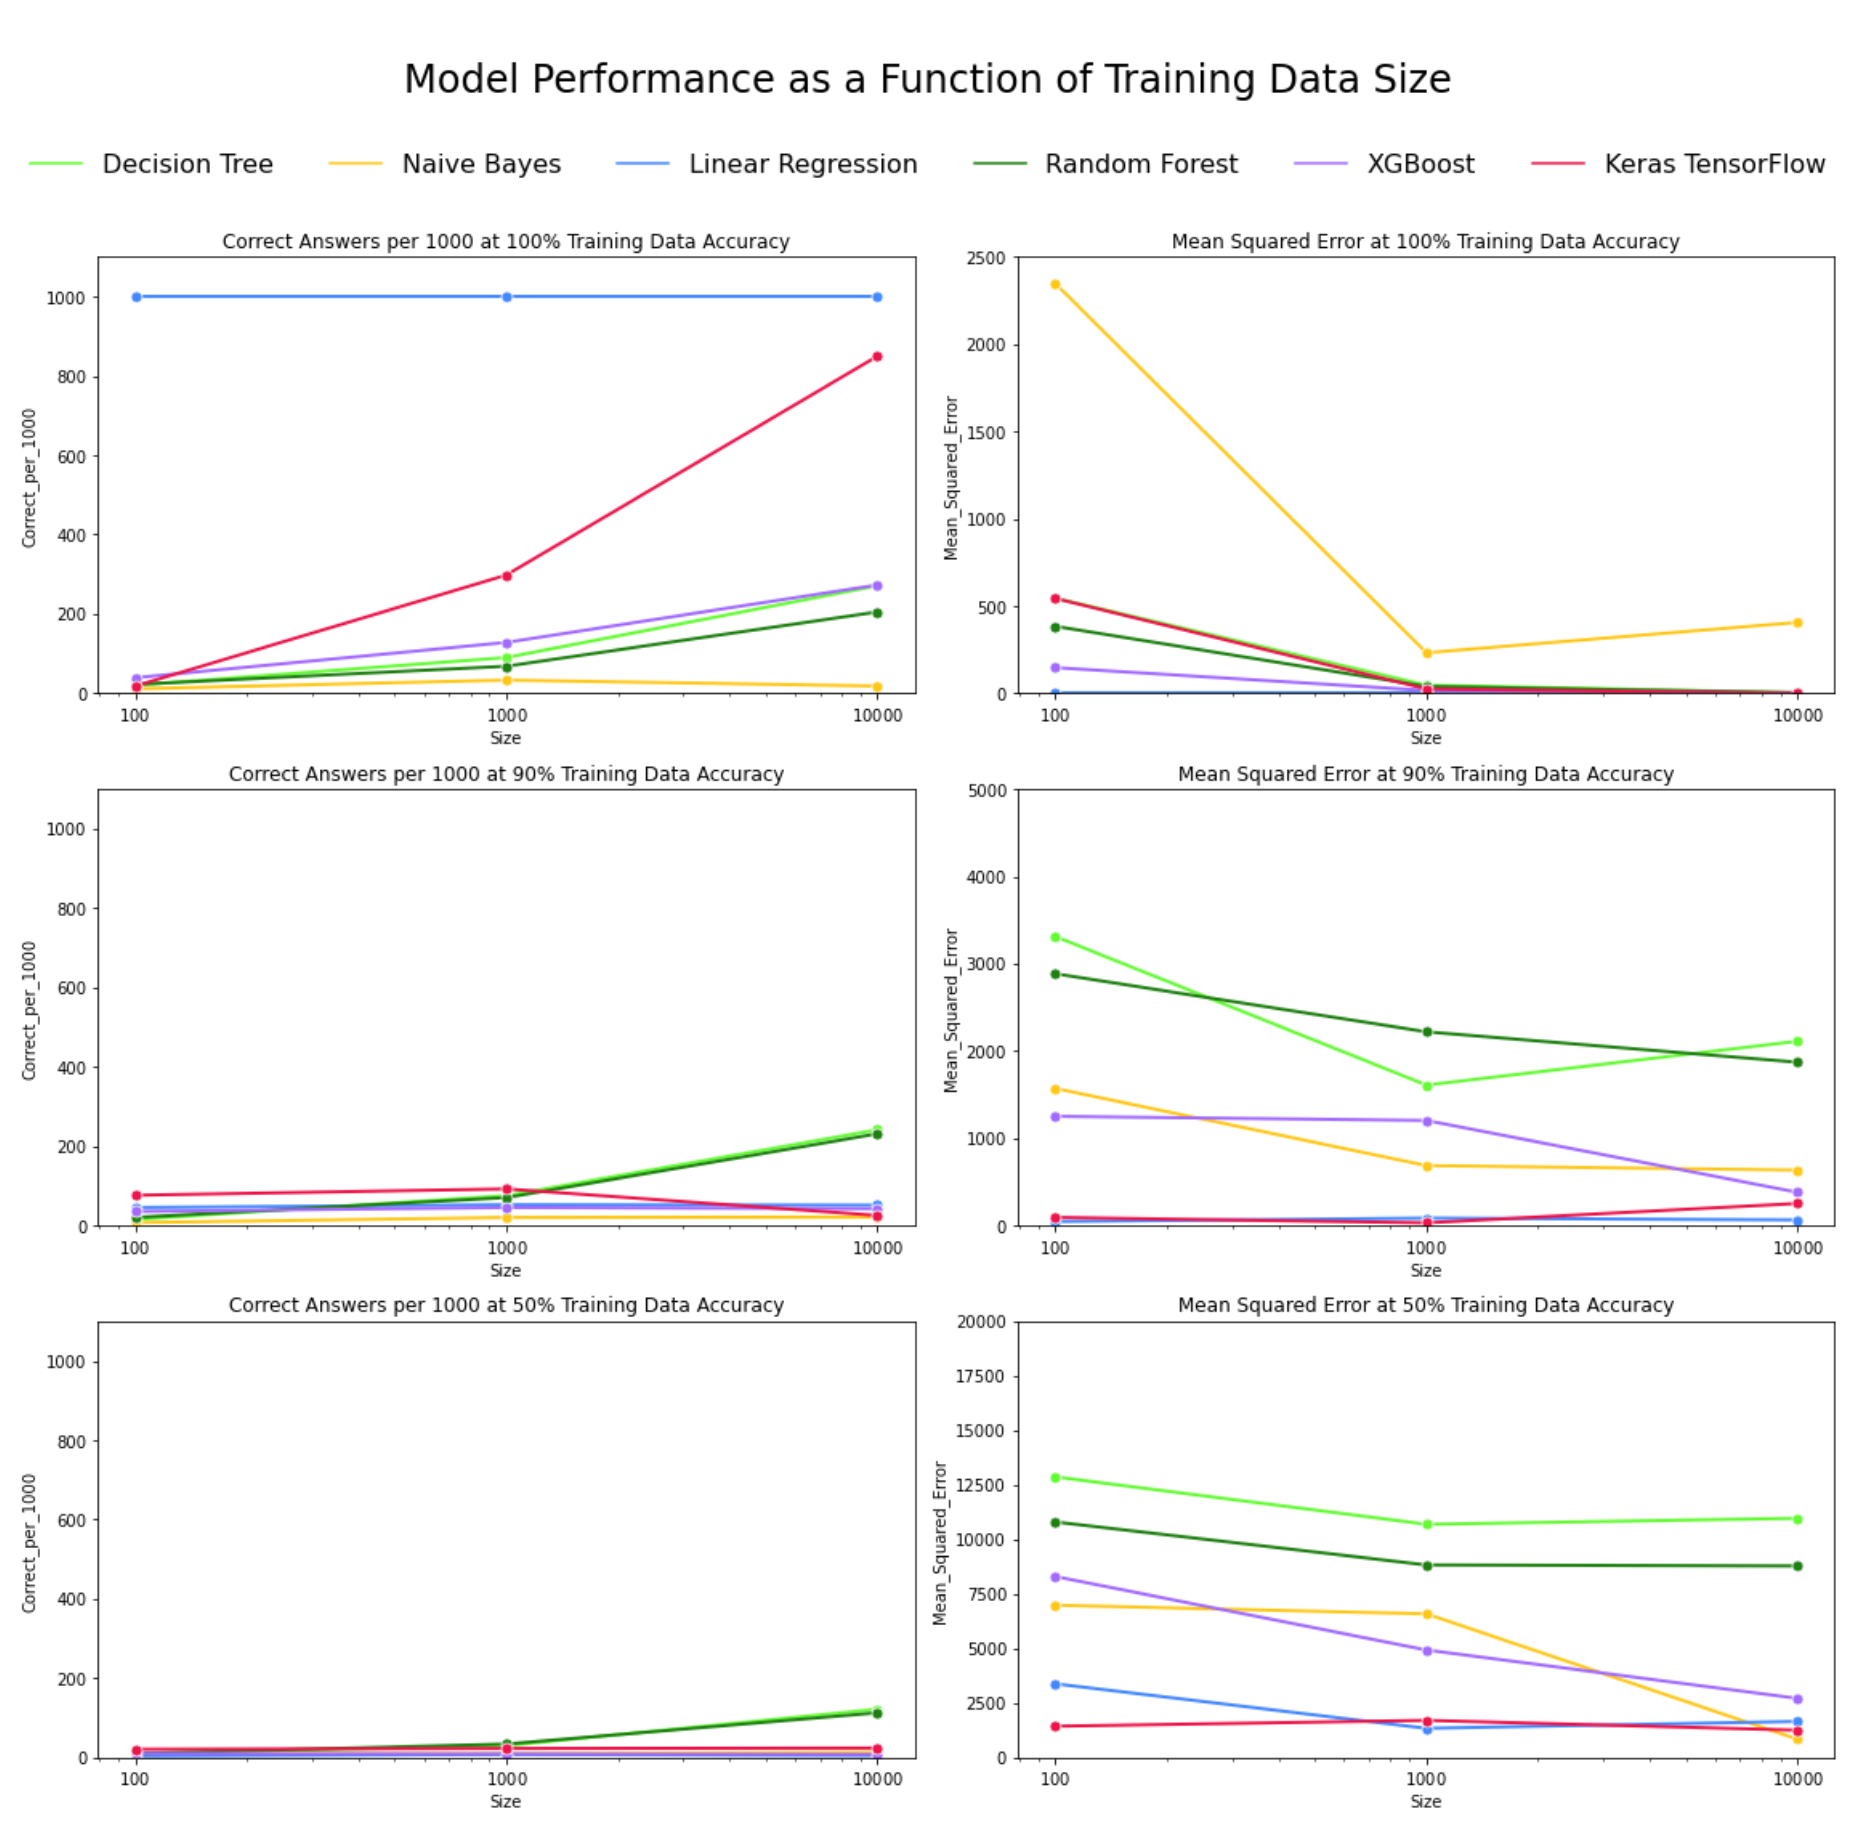 Model Performance as a Function of Training Data Size
Decision Tree Naive Bayes Linear Regression Random Forest XGBoost Keras TensorFlow
Correct Answers per 1000 at 100% Training Data Accuracy
1000
800
600
400
200
0
Correct_per_1000
100 1000 10000
Size
Mean Squared Error at 100% Training Data Accuracy
2500
2000
1500
1000
500
0
Mean_Squared_Error
100 1000 10000
Size
Correct Answers per 1000 at 90% Training Data Accuracy
1000
800
600
400
200
0
Correct_per_1000
100 1000 10000
Size
Mean Squared Error at 90% Training Data Accuracy
5000
4000
3000
2000
1000
0
Mean_Squared_Error
100 1000 10000
Size
Correct Answers per 1000 at 50% Training Data Accuracy
1000
800
600
400
200
0
Correct_per_1000
100 1000 10000
Size
Mean Squared Error at 50% Training Data Accuracy
20000
17500
15000
12500
10000
7500
5000
2500
0
Mean_Squared_Error
100 1000 10000
Size